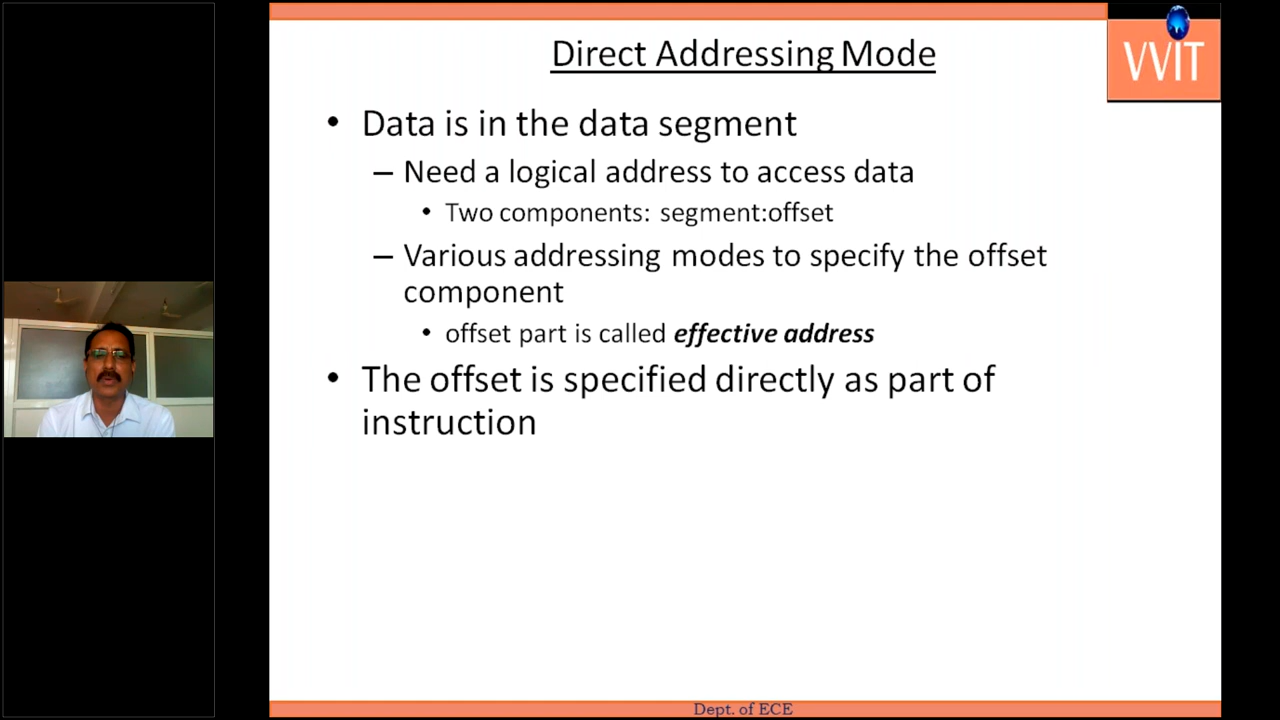 Direct Addressing Mode
VVIT
• Data is in the data segment
– Need a logical address to access data
• Two components: segment:offset
– Various addressing modes to specify the offset
component
• offset part is called effective address
• The offset is specified directly as part of
instruction
Dept. of ECE